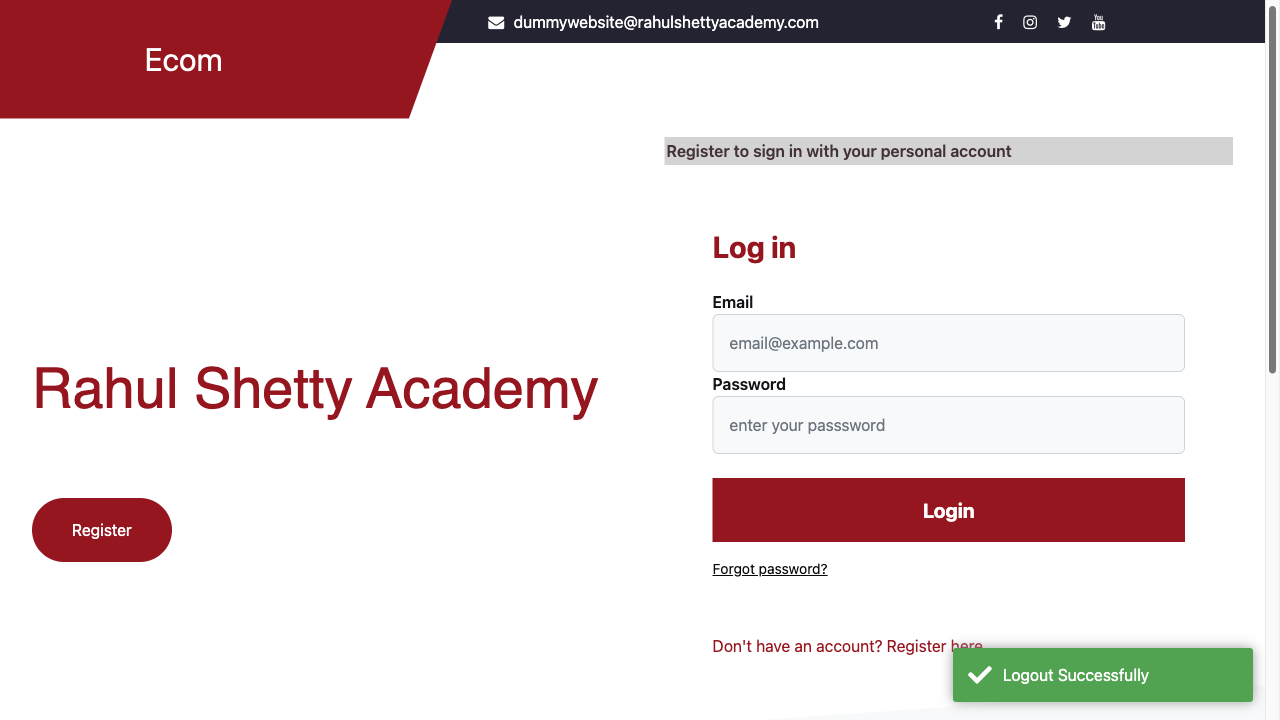 Ecom
dummywebsite@rahulshettyacademy.com
Register to sign in with your personal account
Log in
Email
email@example.com
Password
enter your passsword
Login
Forgot password?
Don't have an account? Register here
Rahul Shetty Academy
Register
Logout Successfully